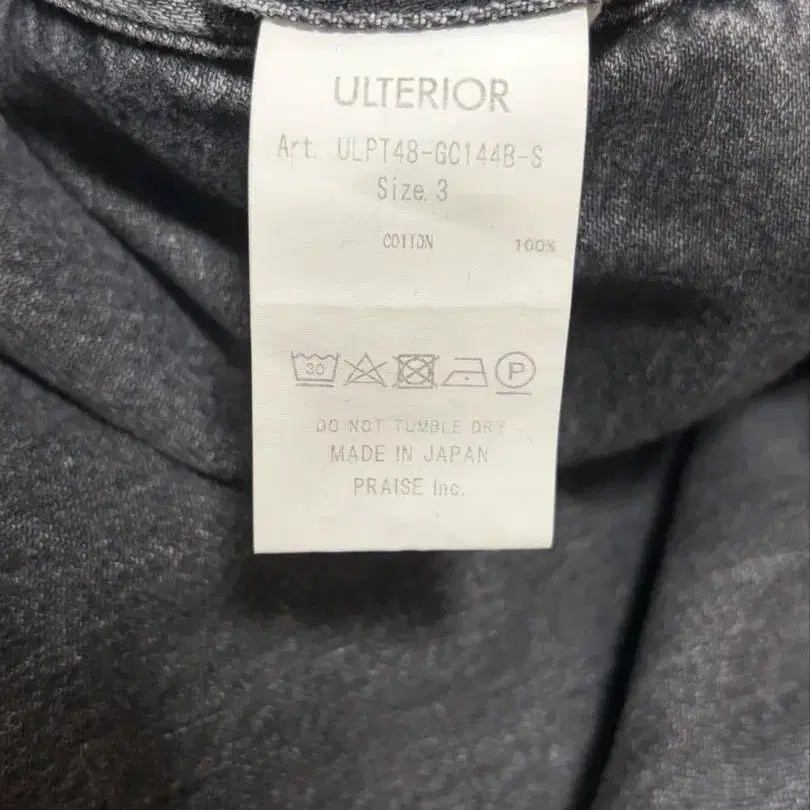 ULTERIOR
Art. ULPT48-GC144B-S
Size. 3
COTTON 100%
30 P
DO NOT TUMBLE DRY
MADE IN JAPAN
PRAISE Inc.